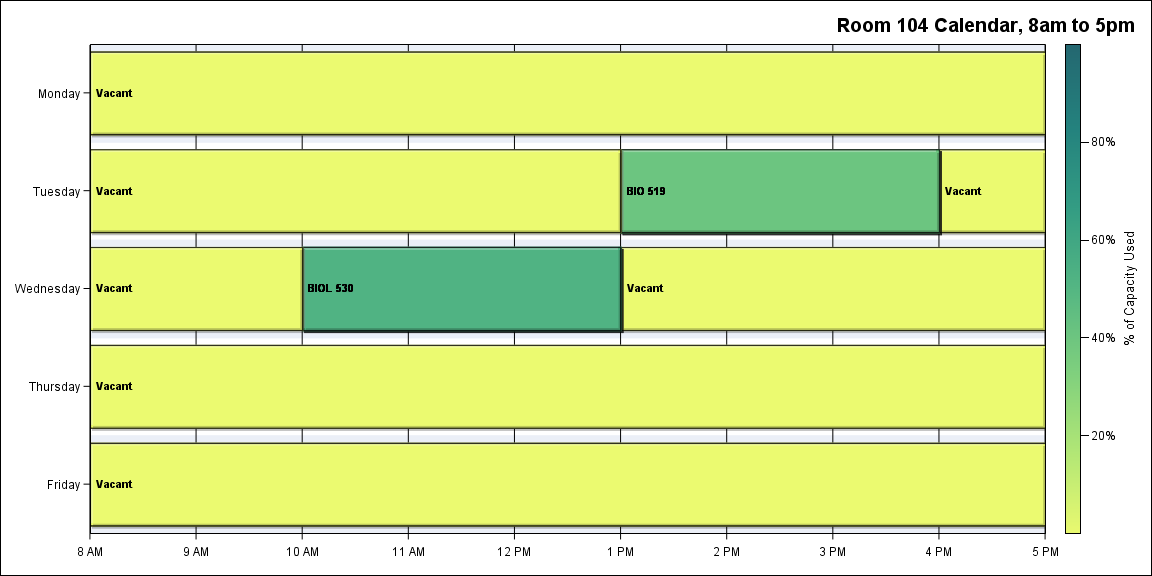 Room 104 Calendar, 8am to 5pm
Monday
Vacant
Tuesday
Vacant
BIO 519
Vacant
Wednesday
Vacant
BIOL 530
Vacant
Thursday
Vacant
Friday
Vacant
8 AM
9 AM
10 AM
11 AM
12 PM
1 PM
2 PM
3 PM
4 PM
5 PM
80%
60%
40%
20%
% of Capacity Used